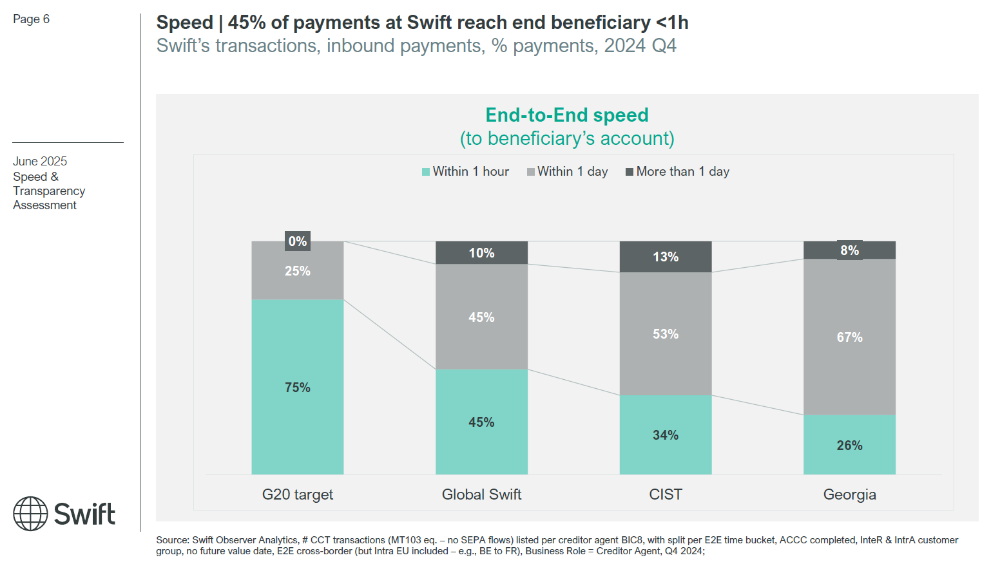 Page 6
Speed | 45% of payments at Swift reach end beneficiary <1h
Swift’s transactions, inbound payments, % payments, 2024 Q4
June 2025
Speed &
Transparency
Assessment
End-to-End speed
(to beneficiary’s account)
Within 1 hour Within 1 day More than 1 day
0%
25%
75%
10%
45%
45%
13%
53%
34%
8%
67%
26%
G20 target Global Swift CIST Georgia
Swift
Source: Swift Observer Analytics, # CCT transactions (MT103 eq. – no SEPA flows) listed per creditor agent BIC8, with split per E2E time bucket, ACCC completed, InteR & IntrA customer
group, no future value date, E2E cross-border (but Intra EU included – e.g., BE to FR), Business Role = Creditor Agent, Q4 2024;